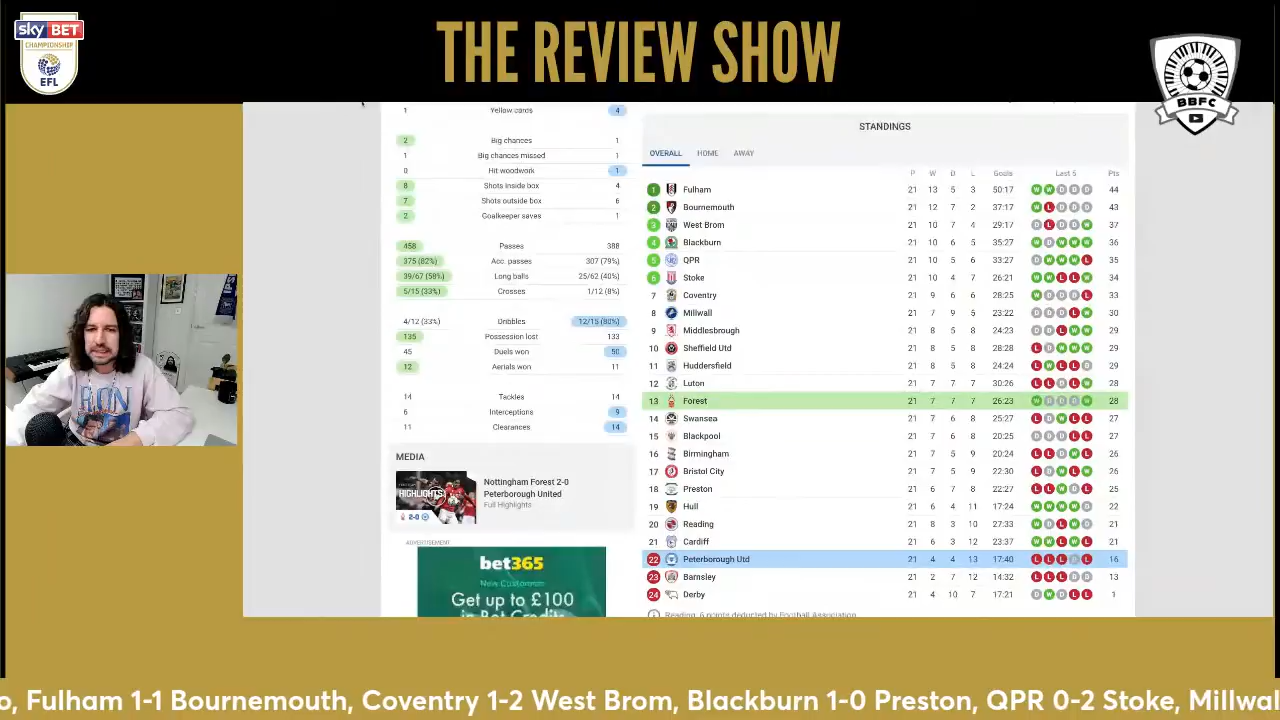 sky BET
CHAMPIONSHIP
EFL
THE REVIEW SHOW
BBFC
1 Yellow cards 4
2 Big chances 1
1 Big chances missed 1
0 Hit woodwork 1
8 Shots inside box 4
7 Shots outside box 6
2 Goalkeeper saves 1
458 Passes 388
375 (82%) Acc. passes 307 (79%)
39/67 (58%) Long balls 25/62 (40%)
5/15 (33%) Crosses 1/12 (8%)
4/12 (33%) Dribbles 12/15 (80%)
135 Possession lost 133
45 Duels won 50
12 Aerials won 11
14 Tackles 14
6 Interceptions 9
11 Clearances 14
MEDIA
HIGHLIGHTS
2-0
Nottingham Forest 2-0
Peterborough United
Full Highlights
ADVERTISEMENT
bet365
New Customers
Get up to £100
in Bet Credits
STANDINGS
OVERALL HOME AWAY
P W D L Goals Last 5 Pts
1 Fulham 21 13 5 3 50:17 W W D D D 44
2 Bournemouth 21 12 7 2 37:17 W L D D D 43
3 West Brom 21 10 7 4 29:17 D L D D W 37
4 Blackburn 21 10 6 5 35:27 W D W W W 36
5 QPR 21 10 5 6 33:27 D W W W L 35
6 Stoke 21 10 4 7 26:21 W W L L W 34
7 Coventry 21 9 6 6 28:25 W D D D L 33
8 Millwall 21 7 9 5 23:22 W D D L W 30
9 Middlesbrough 21 8 5 8 24:23 D D L W W 29
10 Sheffield Utd 21 8 5 8 28:28 L D W W W 29
11 Huddersfield 21 8 5 8 24:24 L W L L D 29
12 Luton 21 7 7 7 30:26 L L D L W 28
13 Forest 21 7 7 7 26:23 W D D D W 28
14 Swansea 21 7 6 8 25:27 L D W L L 27
15 Blackpool 21 7 6 8 20:25 D D D L L 27
16 Birmingham 21 7 5 9 20:24 L L D W L 26
17 Bristol City 21 7 5 9 22:30 L D W L W 26
18 Preston 21 6 7 8 22:27 L L W D L 25
19 Hull 21 6 4 11 17:24 W W W W D 22
20 Reading 21 8 3 10 27:33 W D L W D 21
21 Cardiff 21 6 3 12 23:37 W W L W L 21
22 Peterborough Utd 21 4 4 13 17:40 L L L D L 16
23 Barnsley 21 2 7 12 14:32 L L L D D 13
24 Derby 21 4 10 7 17:21 D W D L L 1
Reading, 6 points deducted by Football Association
o, Fulham 1-1 Bournemouth, Coventry 1-2 West Brom, Blackburn 1-0 Preston, QPR 0-2 Stoke, Millwal